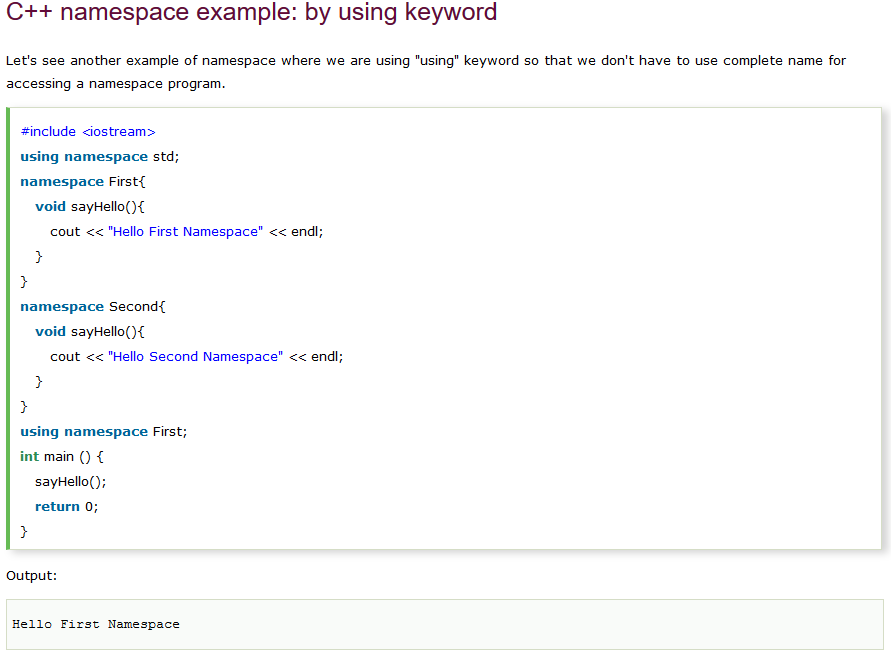 C++ namespace example: by using keyword
Let's see another example of namespace where we are using "using" keyword so that we don't have to use complete name for
accessing a namespace program.
#include <iostream>
using namespace std;
namespace First{
   void sayHello(){
      cout << "Hello First Namespace" << endl;
   }
}
namespace Second{
   void sayHello(){
      cout << "Hello Second Namespace" << endl;
   }
}
using namespace First;
int main () {
   sayHello();
   return 0;
}
Output:
Hello First Namespace